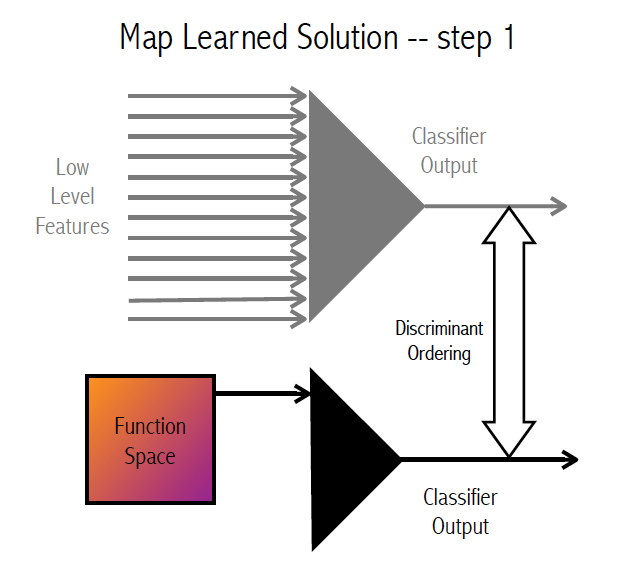 Map Learned Solution -- step 1
Classifier
Output
Low
Level
Features
Discriminant
Ordering
Function
Space
Classifier
Output